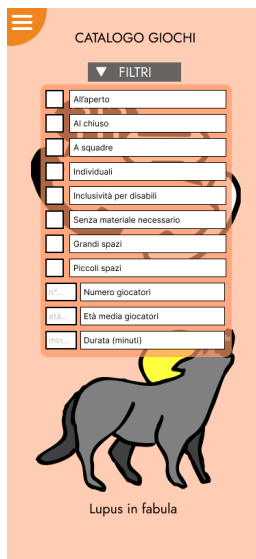 CATALOGO GIOCHI
▼ FILTRI
All'aperto
Al chiuso
A squadre
Individuali
Inclusività per disabili
Senza materiale necessario
Grandi spazi
Piccoli spazi
n°... Numero giocatori
età... Età media giocatori
min... Durata (minuti)
Lupus in fabula